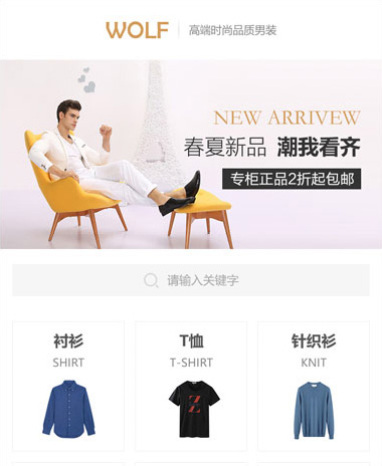 WOLF 高端时尚品质男装
NEW ARRIVEW
春夏新品 潮我看齐
专柜正品2折起包邮
请输入关键字
衬衫 T恤 针织衫
SHIRT T-SHIRT KNIT
Z